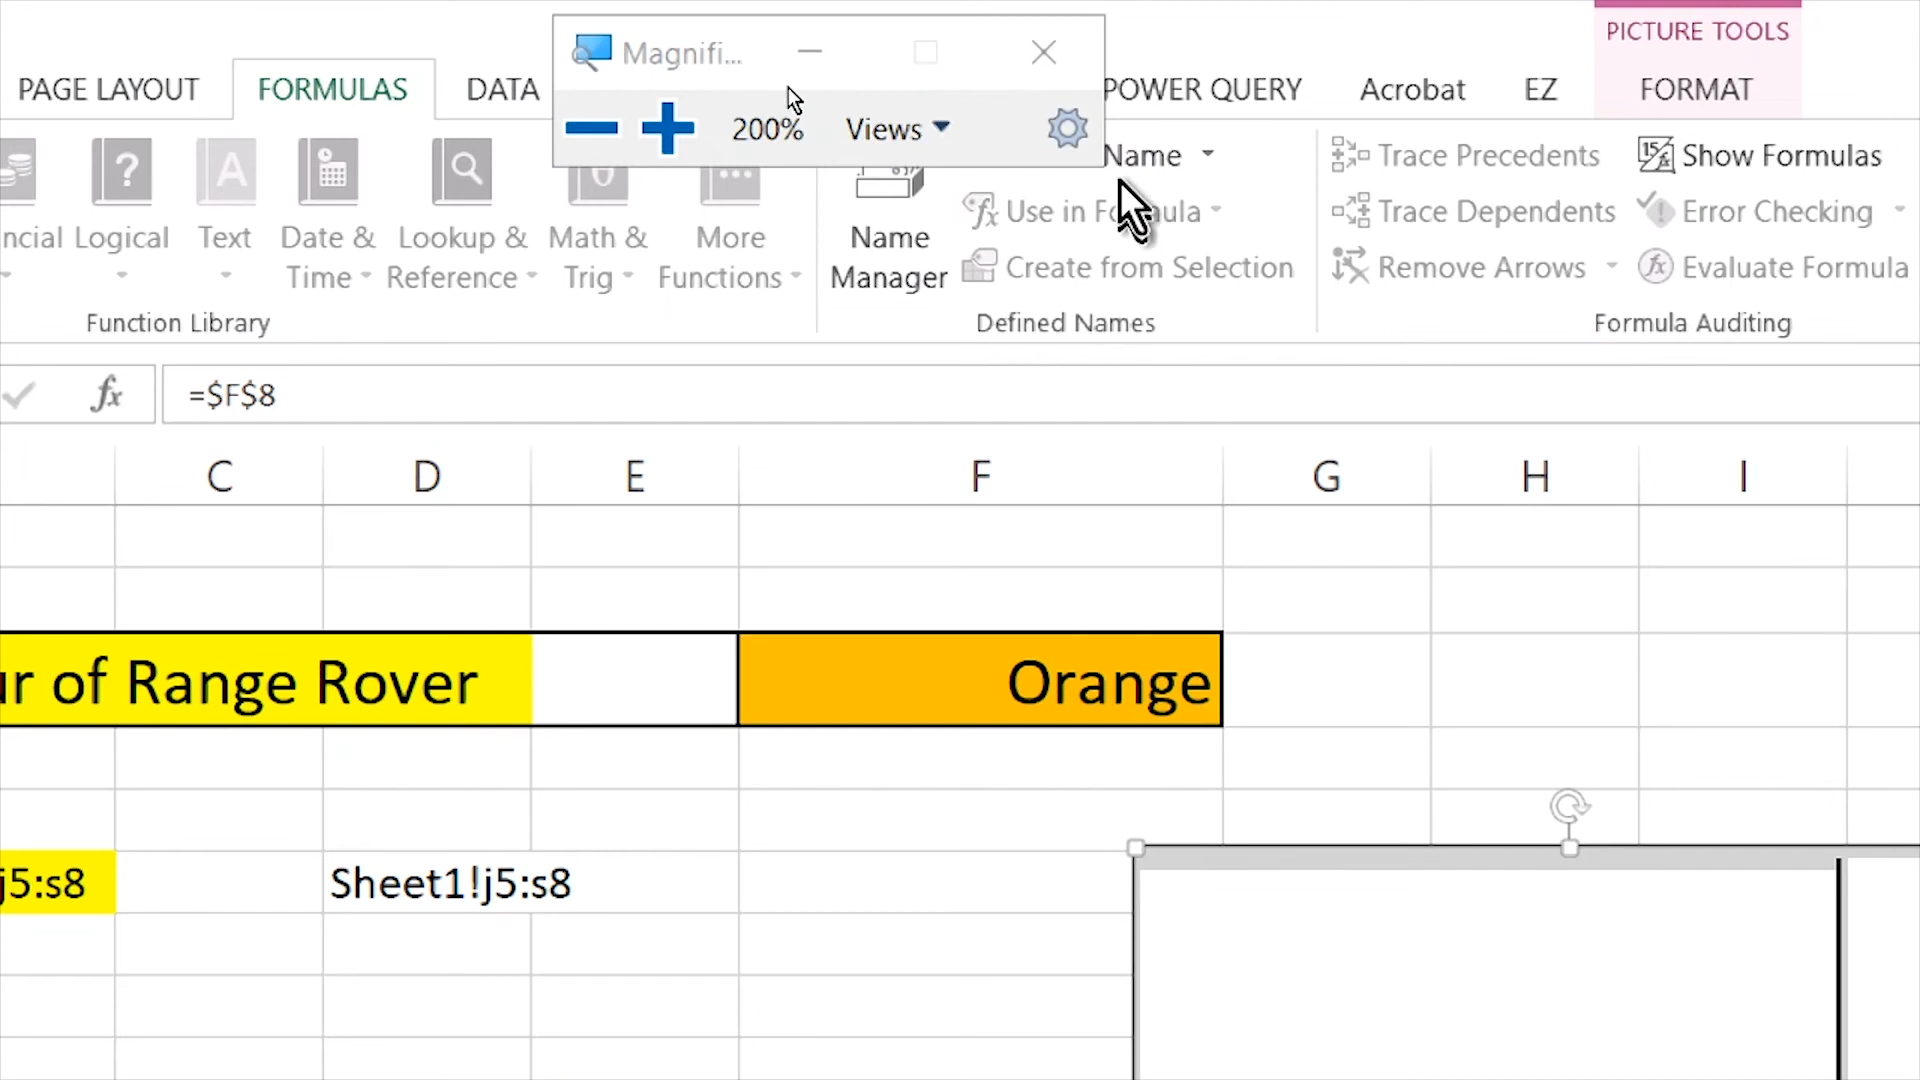 PICTURE TOOLS
Magnifi...
PAGE LAYOUT FORMULAS DATA POWER QUERY Acrobat EZ FORMAT
200% Views
Name
Trace Precedents Show Formulas
Use in Trace Dependents Error Checking
ncial Logical Text Date & Time Lookup & Reference Math & Trig More Functions Name Manager
Create from Selection Remove Arrows Evaluate Formula
Function Library Defined Names Formula Auditing
fx =$F$8
C D E F G H I
ur of Range Rover Orange
j5:s8 Sheet1!j5:s8